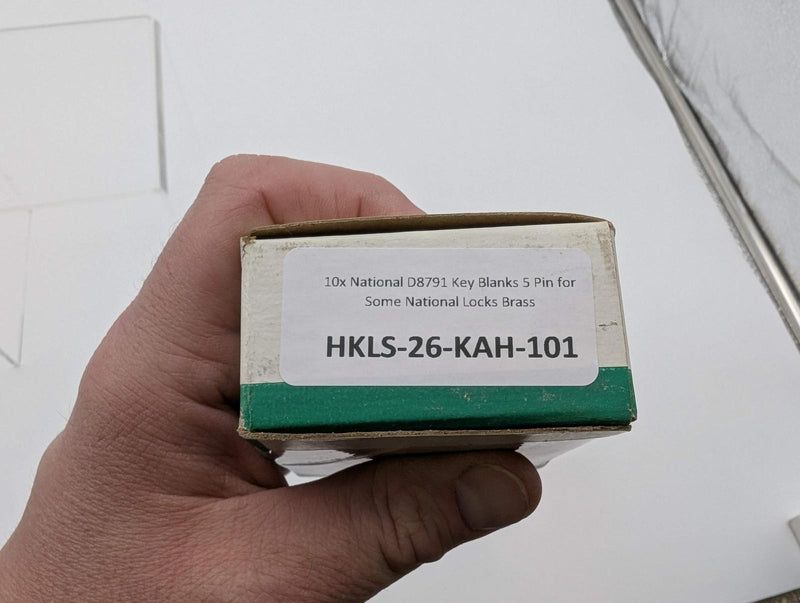 10x National D8791 Key Blanks 5 Pin for
Some National Locks Brass
HKLS-26-KAH-101